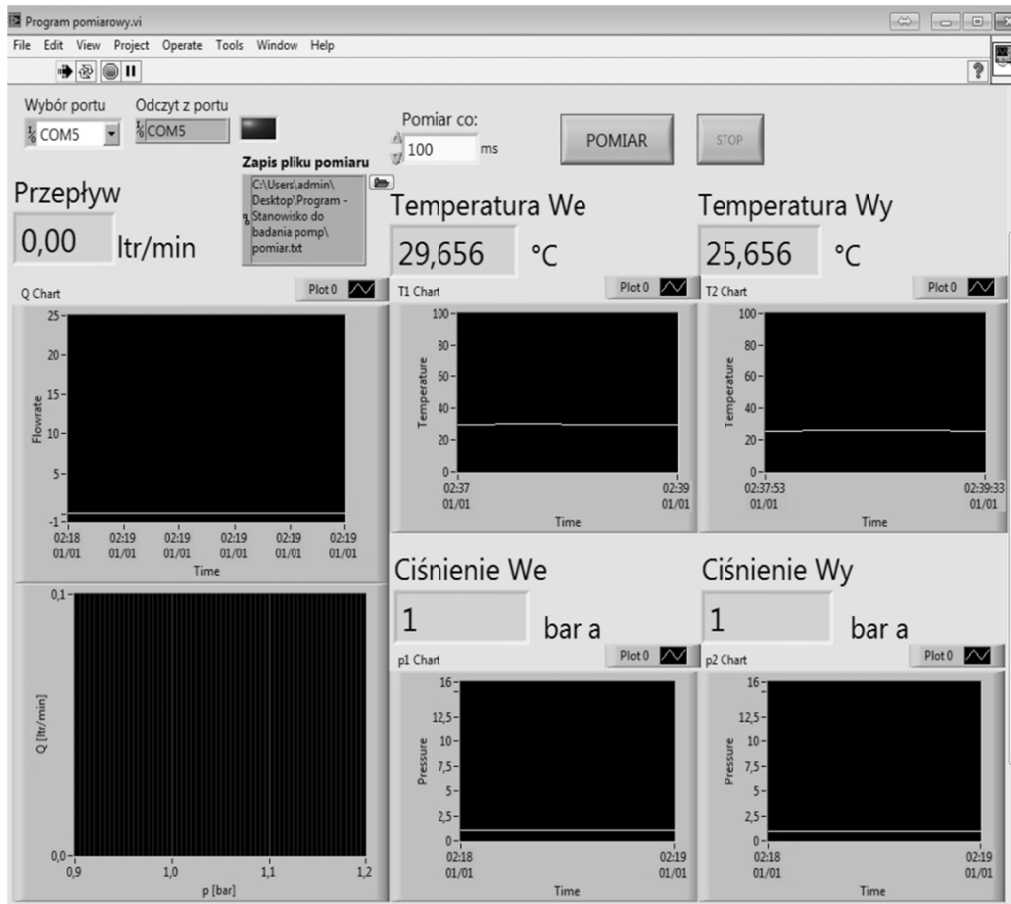 Program pomiarowy.vi
File Edit View Project Operate Tools Window Help
Wybór portu
COM5
Odczyt z portu
COM5
Pomiar co:
100 ms
POMIAR
STOP
Zapis pliku pomiaru
C:\Users\admin\
Desktop\Program -
Stanowisko do
badania pomp\
pomiar.txt
Przepływ
0,00 ltr/min
Temperatura We
29,656 °C
Temperatura Wy
25,656 °C
Q Chart
Plot 0
25
20
15
10
5
-1
Flowrate
02:18 02:19 02:19 02:19 02:19 02:19
01/01 01/01 01/01 01/01 01/01 01/01
Time
T1 Chart
Plot 0
100
80
60
40
20
0
Temperature
02:37 02:39
01/01 01/01
Time
T2 Chart
Plot 0
100
80
60
40
20
0
Temperature
02:37:53 02:39:33
01/01 01/01
Time
0,1
0,0
Q [ltr/min]
0,9 1,0 1,1 1,2
p [bar]
Ciśnienie We
1 bar a
Ciśnienie Wy
1 bar a
p1 Chart
Plot 0
16
12,5
10
7,5
5
2,5
0
Pressure
02:18 02:19
01/01 01/01
Time
p2 Chart
Plot 0
16
12,5
10
7,5
5
2,5
0
Pressure
02:18 02:19
01/01 01/01
Time